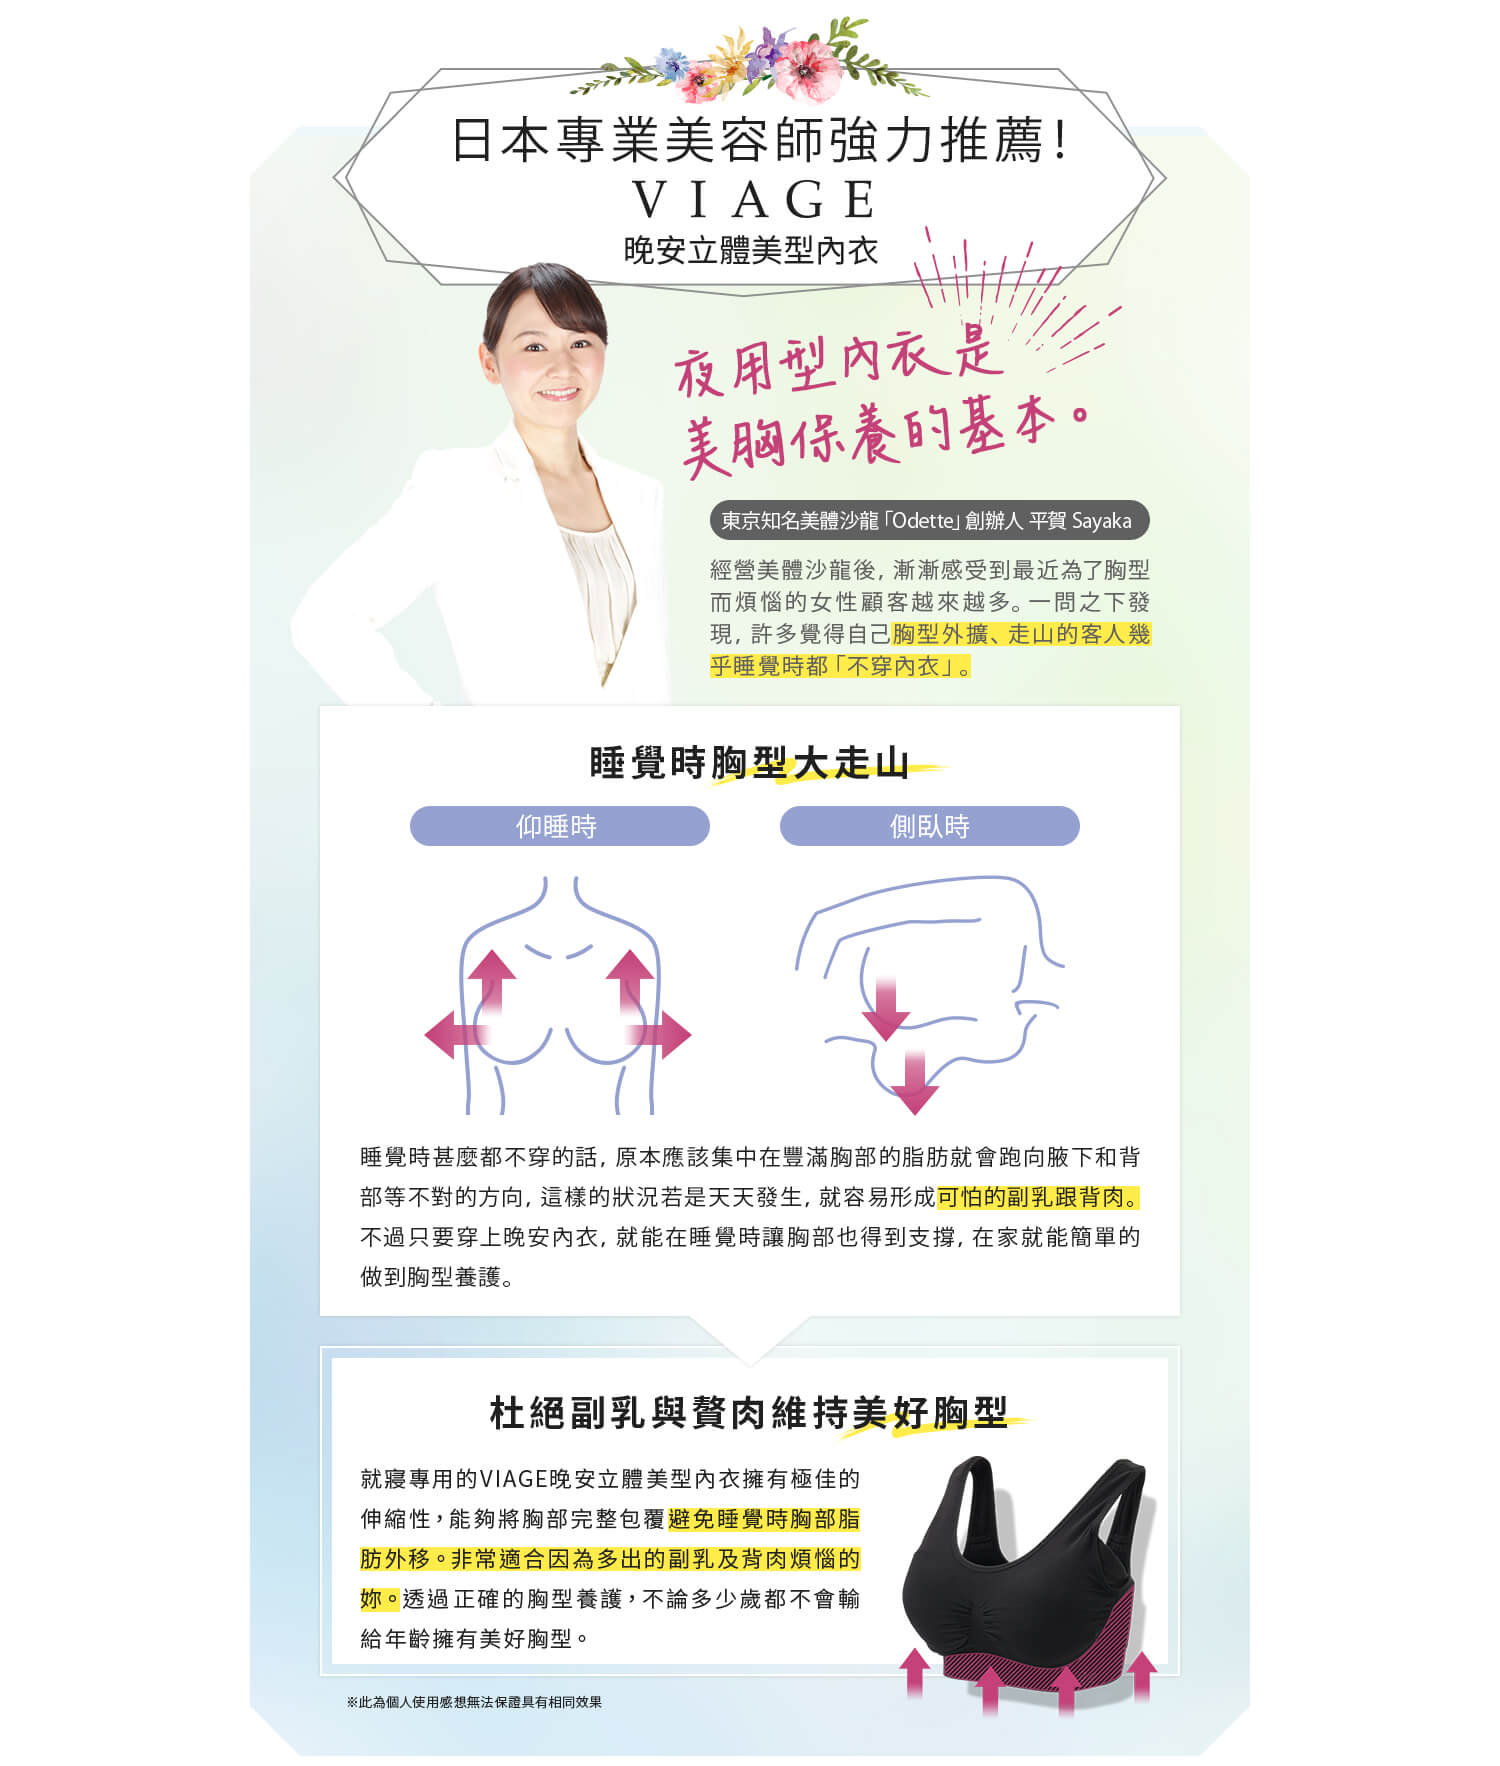 日本專業美容師強力推薦!
VIAGE
晚安立體美型內衣
夜用型內衣是
美胸保養的基本。
東京知名美體沙龍「Odette」創辦人 平賀 Sayaka
經營美體沙龍後，漸漸感受到最近為了胸型
而煩惱的女性顧客越來越多。一問之下發
現，許多覺得自己胸型外擴、走山的客人幾
乎睡覺時都「不穿內衣」。
睡覺時胸型大走山
仰睡時
側臥時
睡覺時甚麼都不穿的話，原本應該集中在豐滿胸部的脂肪就會跑向腋下和背
部等不對的方向，這樣的狀況若是天天發生，就容易形成可怕的副乳跟背肉。
不過只要穿上晚安內衣，就能在睡覺時讓胸部也得到支撐，在家就能簡單的
做到胸型養護。
杜絕副乳與贅肉維持美好胸型
就寢專用的VIAGE晚安立體美型內衣擁有極佳的
伸縮性，能夠將胸部完整包覆避免睡覺時胸部脂
肪外移。非常適合因為多出的副乳及背肉煩惱的
妳。透過正確的胸型養護，不論多少歲都不會輸
給年齡擁有美好胸型。
※此為個人使用感想無法保證具有相同效果